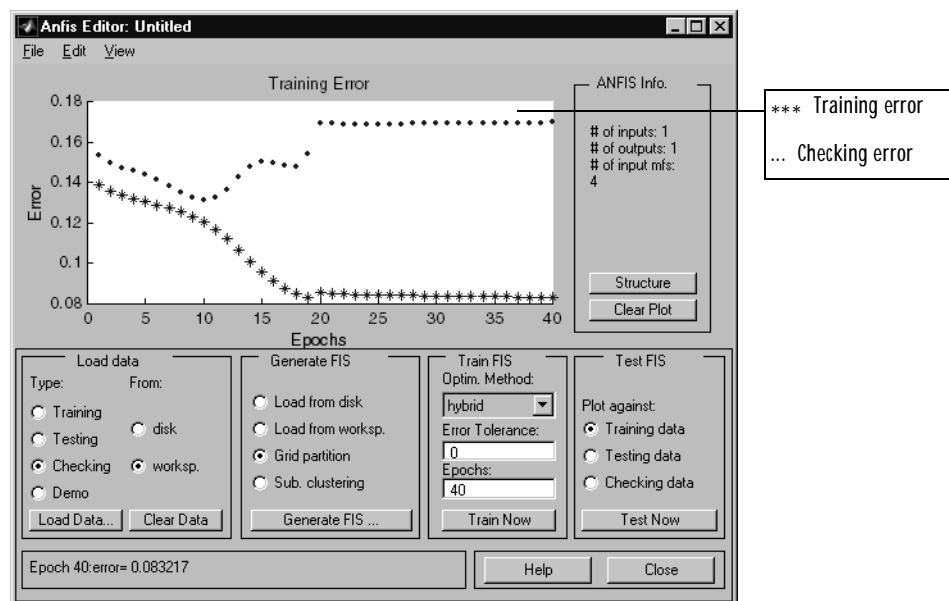 Anfis Editor: Untitled
File Edit View
Training Error
0.18
0.16
0.14
0.12
0.1
0.08
Error
0 5 10 15 20 25 30 35 40
Epochs
ANFIS Info.
# of inputs: 1
# of outputs: 1
# of input mfs:
4
Structure
Clear Plot
*** Training error
... Checking error
Load data
Type: From:
Training
Testing
Checking
Demo
disk
worksp.
Load Data... Clear Data
Generate FIS
Load from disk
Load from worksp.
Grid partition
Sub. clustering
Generate FIS ...
Train FIS
Optim. Method:
hybrid
Error Tolerance:
0
Epochs:
40
Train Now
Test FIS
Plot against:
Training data
Testing data
Checking data
Test Now
Epoch 40:error= 0.083217
Help Close